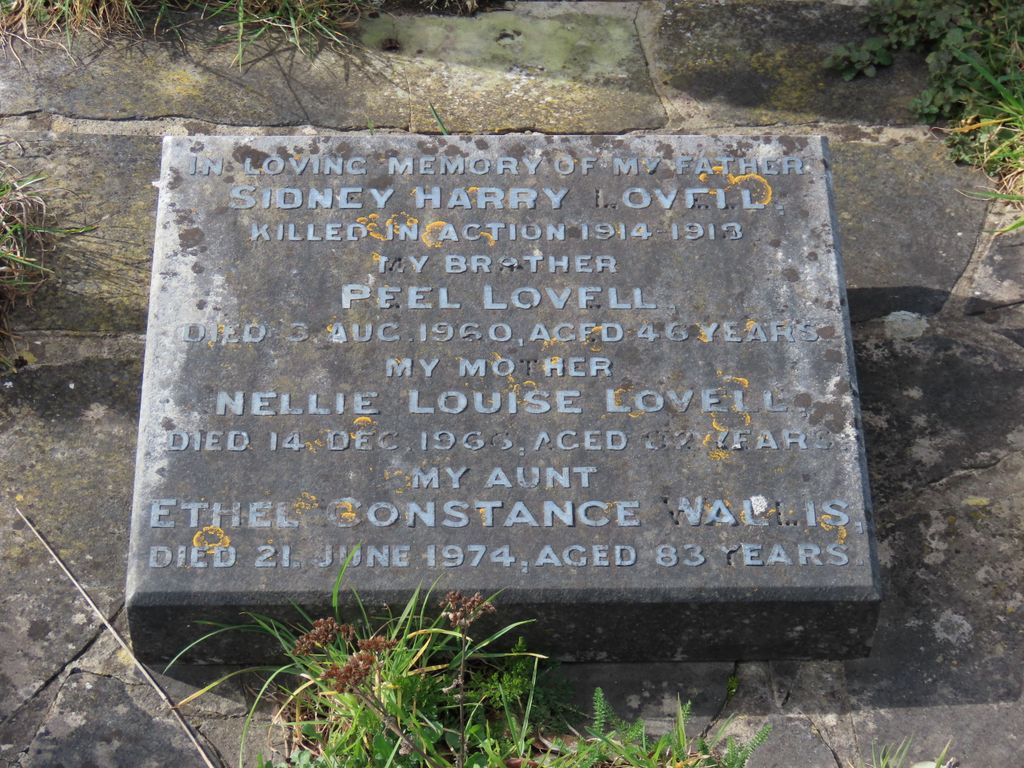 IN LOVING MEMORY OF MY FATHER
SIDNEY HARRY LOVELL,
KILLED IN ACTION 1914-1918
MY BROTHER
PEEL LOVELL,
DIED 3 AUG. 1960, AGED 46 YEARS
MY MOTHER
NELLIE LOUISE LOVELL,
DIED 14 DEC. AGED YEARS
MY AUNT
ETHEL CONSTANCE WALLIS,
DIED 21. JUNE 1974, AGED 83 YEARS.